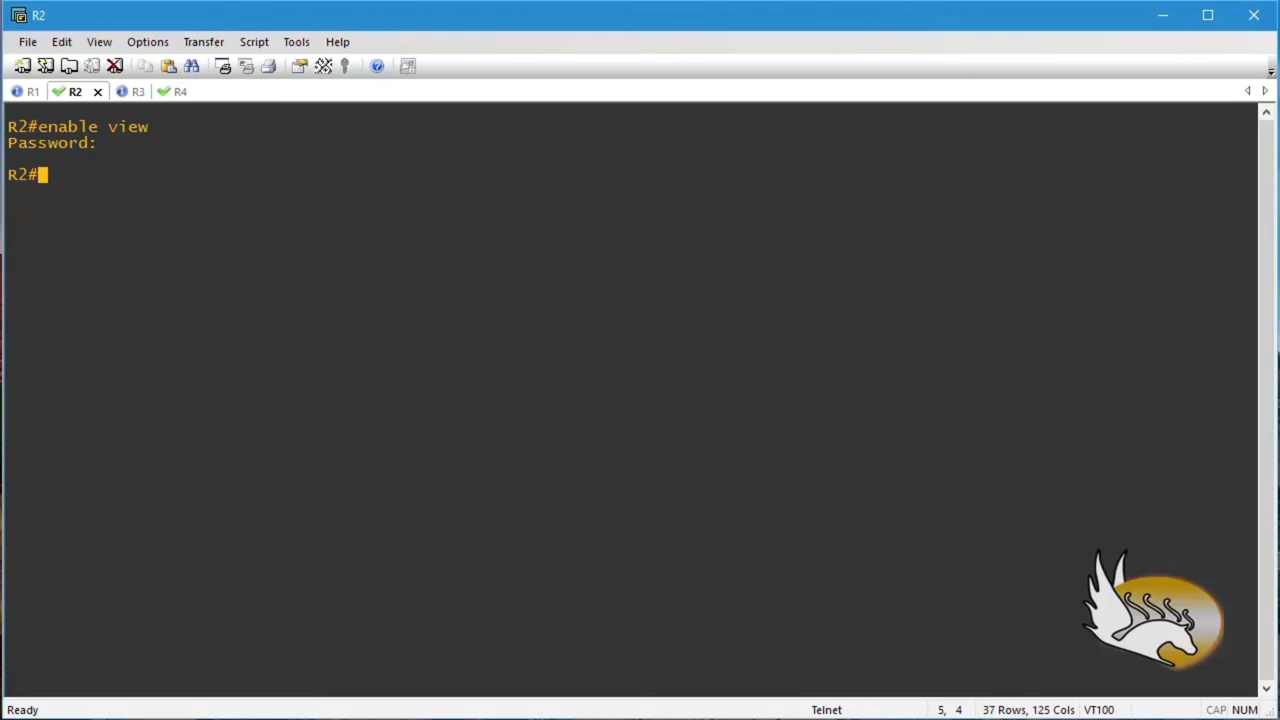 R2
File Edit View Options Transfer Script Tools Help
R1 R2 R3 R4
R2#enable view
Password:
R2#
Ready Telnet 5, 4 37 Rows, 125 Cols VT100 CAP NUM